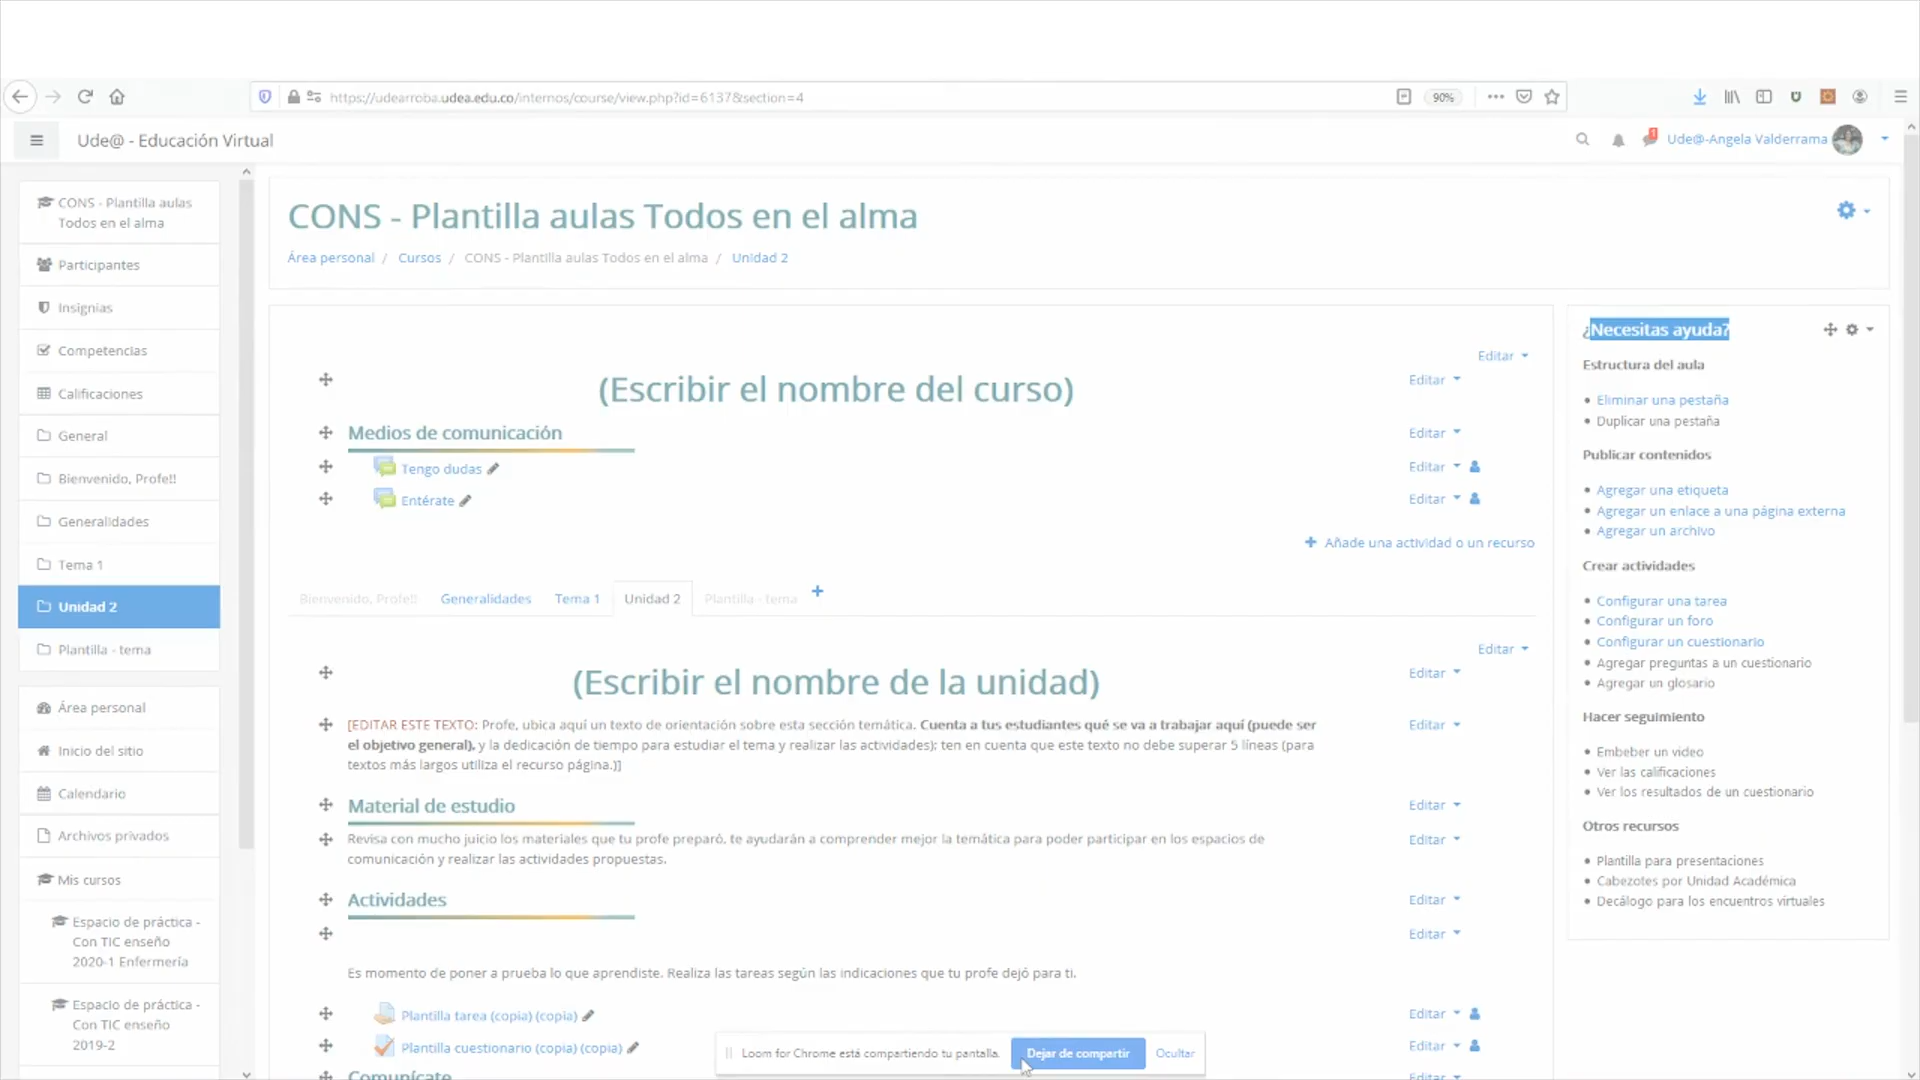 https://udearroba.udea.edu.co/internos/course/view.php?id=6137&section=4
90%
Ude@ - Educación Virtual
1
Ude@-Angela Valderrama
CONS - Plantilla aulas
Todos en el alma
Participantes
Insignias
Competencias
Calificaciones
General
Bienvenido, Profe!!
Generalidades
Tema 1
Unidad 2
Plantilla - tema
Área personal
Inicio del sitio
Calendario
Archivos privados
Mis cursos
Espacio de práctica -
Con TIC enseño
2020-1 Enfermería
Espacio de práctica -
Con TIC enseño
2019-2
CONS - Plantilla aulas Todos en el alma
Área personal / Cursos / CONS - Plantilla aulas Todos en el alma / Unidad 2
Editar
(Escribir el nombre del curso)
Editar
Medios de comunicación
Editar
Tengo dudas
Editar
Entérate
Editar
Añade una actividad o un recurso
Bienvenido, Profe!! Generalidades Tema 1 Unidad 2 Plantilla - tema
Editar
(Escribir el nombre de la unidad)
Editar
[EDITAR ESTE TEXTO: Profe, ubica aquí un texto de orientación sobre esta sección temática. Cuenta a tus estudiantes qué se va a trabajar aquí (puede ser
el objetivo general), y la dedicación de tiempo para estudiar el tema y realizar las actividades); ten en cuenta que este texto no debe superar 5 líneas (para
textos más largos utiliza el recurso página.)]
Editar
Material de estudio
Editar
Revisa con mucho juicio los materiales que tu profe preparó, te ayudarán a comprender mejor la temática para poder participar en los espacios de
comunicación y realizar las actividades propuestas.
Editar
Actividades
Editar
Editar
Es momento de poner a prueba lo que aprendiste. Realiza las tareas según las indicaciones que tu profe dejó para ti.
Plantilla tarea (copia) (copia)
Editar
Plantilla cuestionario (copia) (copia)
Editar
Comunícate
Editar
¿Necesitas ayuda?
Estructura del aula
Eliminar una pestaña
Duplicar una pestaña
Publicar contenidos
Agregar una etiqueta
Agregar un enlace a una página externa
Agregar un archivo
Crear actividades
Configurar una tarea
Configurar un foro
Configurar un cuestionario
Agregar preguntas a un cuestionario
Agregar un glosario
Hacer seguimiento
Embeber un video
Ver las calificaciones
Ver los resultados de un cuestionario
Otros recursos
Plantilla para presentaciones
Cabezotes por Unidad Académica
Decálogo para los encuentros virtuales
Loom for Chrome está compartiendo tu pantalla.
Dejar de compartir
Ocultar